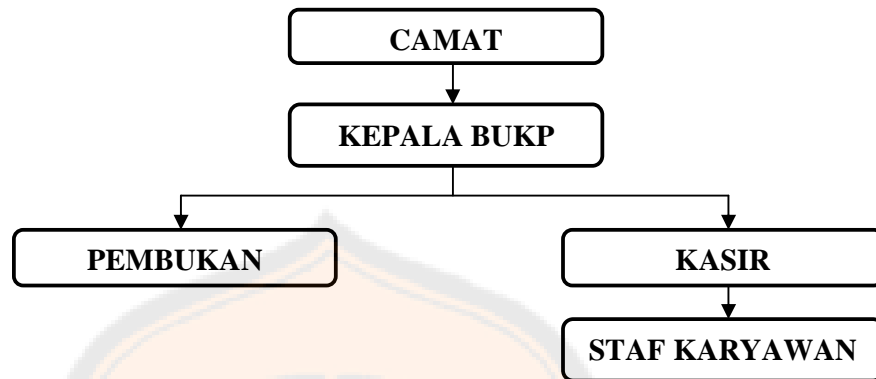 CAMAT
KEPALA BUKP
PEMBUKAN
KASIR
STAF KARYAWAN